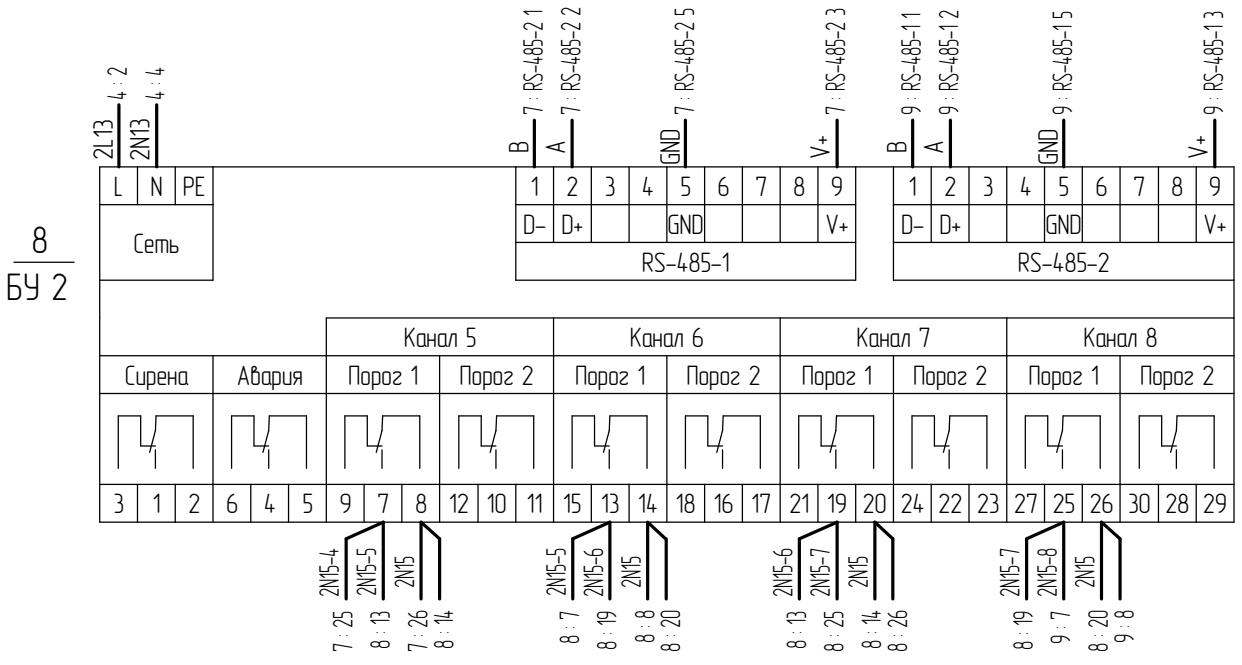 2L13
4 : 2
2N13
4 : 4
B
7 : RS-485-2 1
A
7 : RS-485-2 2
GND
7 : RS-485-2 5
V+
7 : RS-485-2 3
B
9 : RS-485-1 1
A
9 : RS-485-1 2
GND
9 : RS-485-1 5
V+
9 : RS-485-1 3
L N PE
1 2 3 4 5 6 7 8 9
1 2 3 4 5 6 7 8 9
8
БУ 2
Сеть
D- D+ GND V+
D- D+ GND V+
RS-485-1
RS-485-2
Канал 5 Канал 6 Канал 7 Канал 8
Сирена Авария Порог 1 Порог 2 Порог 1 Порог 2 Порог 1 Порог 2 Порог 1 Порог 2
3 1 2 6 4 5 9 7 8 12 10 11 15 13 14 18 16 17 21 19 20 24 22 23 27 25 26 30 28 29
2N15-4
7 : 25
2N15-5
8 : 13
2N15
7 : 26
8 : 14
2N15-5
8 : 7
2N15-6
8 : 19
2N15
8 : 8
8 : 20
2N15-6
8 : 13
2N15-7
8 : 25
2N15
8 : 14
8 : 26
2N15-7
8 : 19
2N15-8
9 : 7
2N15
8 : 20
9 : 8